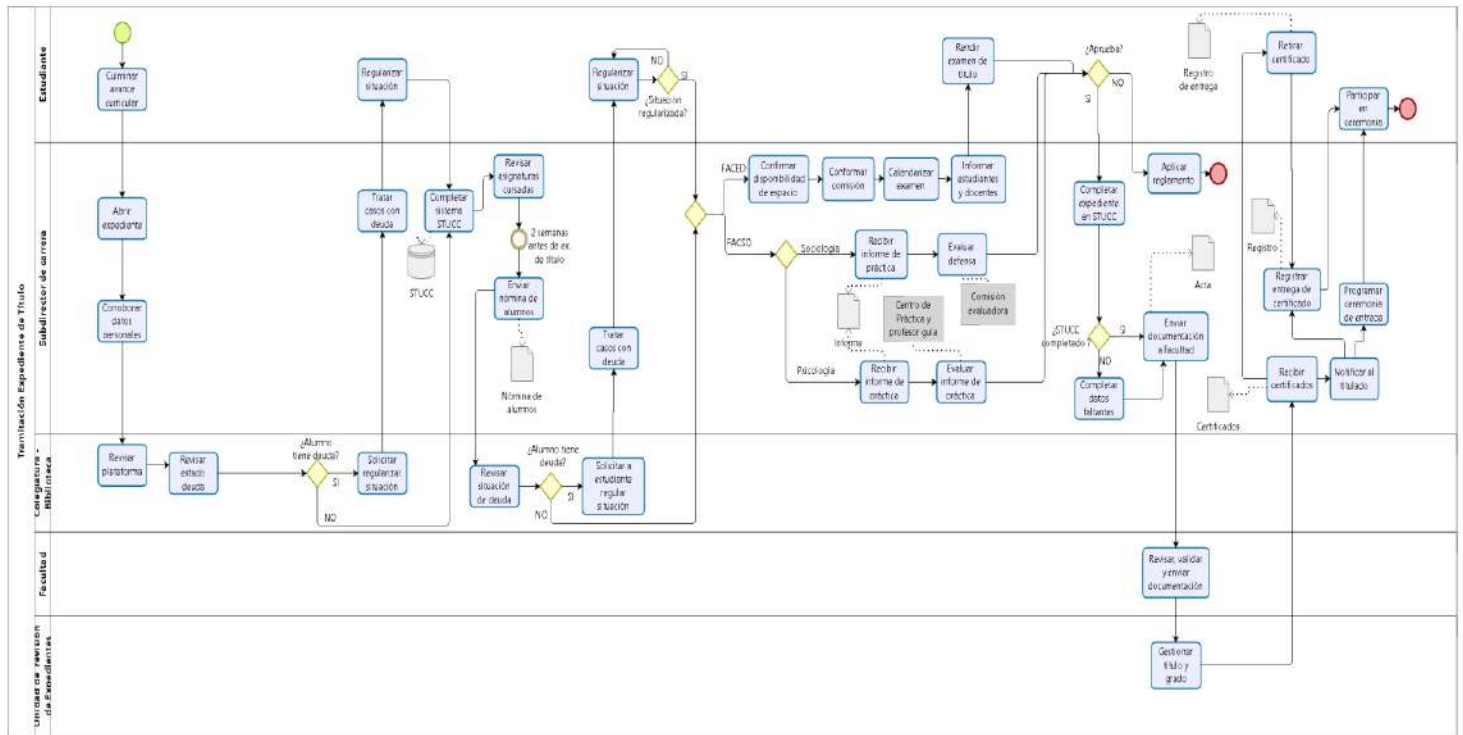 Tramitación Expediente de Título
Estudiante
Subdirector de carrera
Colegiatura -
Biblioteca
Facultad
Unidad de revisión
de Expedientes
Culminar
avance
curricular
Abrir
expediente
Corroborar
datos
personales
Revisar
plataforma
Revisar
estado
deuda
¿Alumno
tiene deuda?
SI
NO
Solicitar
regularizar
situación
Tratar
casos con
deuda
Regularizar
situación
Completar
sistema
STUCC
STUCC
Revisar
asignaturas
cursadas
2 semanas
antes de ex.
de título
Enviar
nómina de
alumnos
Nómina de
alumnos
Revisar
situación
de deuda
¿Alumno tiene
deuda?
SI
NO
Solicitar a
estudiante
regular
situación
Tratar
casos con
deuda
Regularizar
situación
NO
SI
¿Situación
regularizada?
FACED
FACSO
Confirmar
disponibilidad
de espacio
Conformar
comisión
Calendarizar
examen
Informar
estudiantes
y docentes
Rendir
examen de
título
Sociología
Recibir
informe de
práctica
Evaluar
defensa
Comisión
evaluadora
Informe
Centro de
Práctica y
profesor guía
Psicología
Recibir
informe de
práctica
Evaluar
informe de
práctica
¿Aprueba?
SI
NO
Aplicar
reglamento
Completar
expediente
en STUCC
¿STUCC
completado?
SI
NO
Completar
datos
faltantes
Enviar
documentación
a Facultad
Acta
Revisar, validar
y enviar
documentación
Gestionar
título y
grado
Recibir
certificados
Certificados
Notificar al
titulado
Programar
ceremonia
de entrega
Registrar
entrega de
certificado
Registro
Retirar
certificado
Registro
de entrega
Participar
en
ceremonia